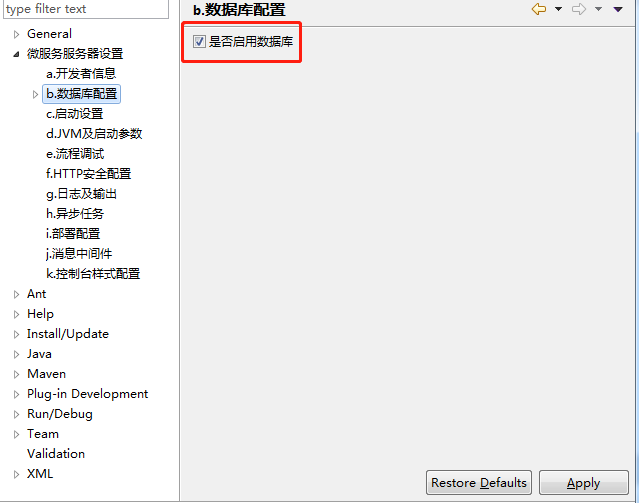 type filter text
General
微服务服务器设置
a.开发者信息
b.数据库配置
c.启动设置
d.JVM及启动参数
e.流程调试
f.HTTP安全配置
g.日志及输出
h.异步任务
i.部署配置
j.消息中间件
k.控制台样式配置
Ant
Help
Install/Update
Java
Maven
Plug-in Development
Run/Debug
Team
Validation
XML
b.数据库配置
是否启用数据库
Restore Defaults
Apply